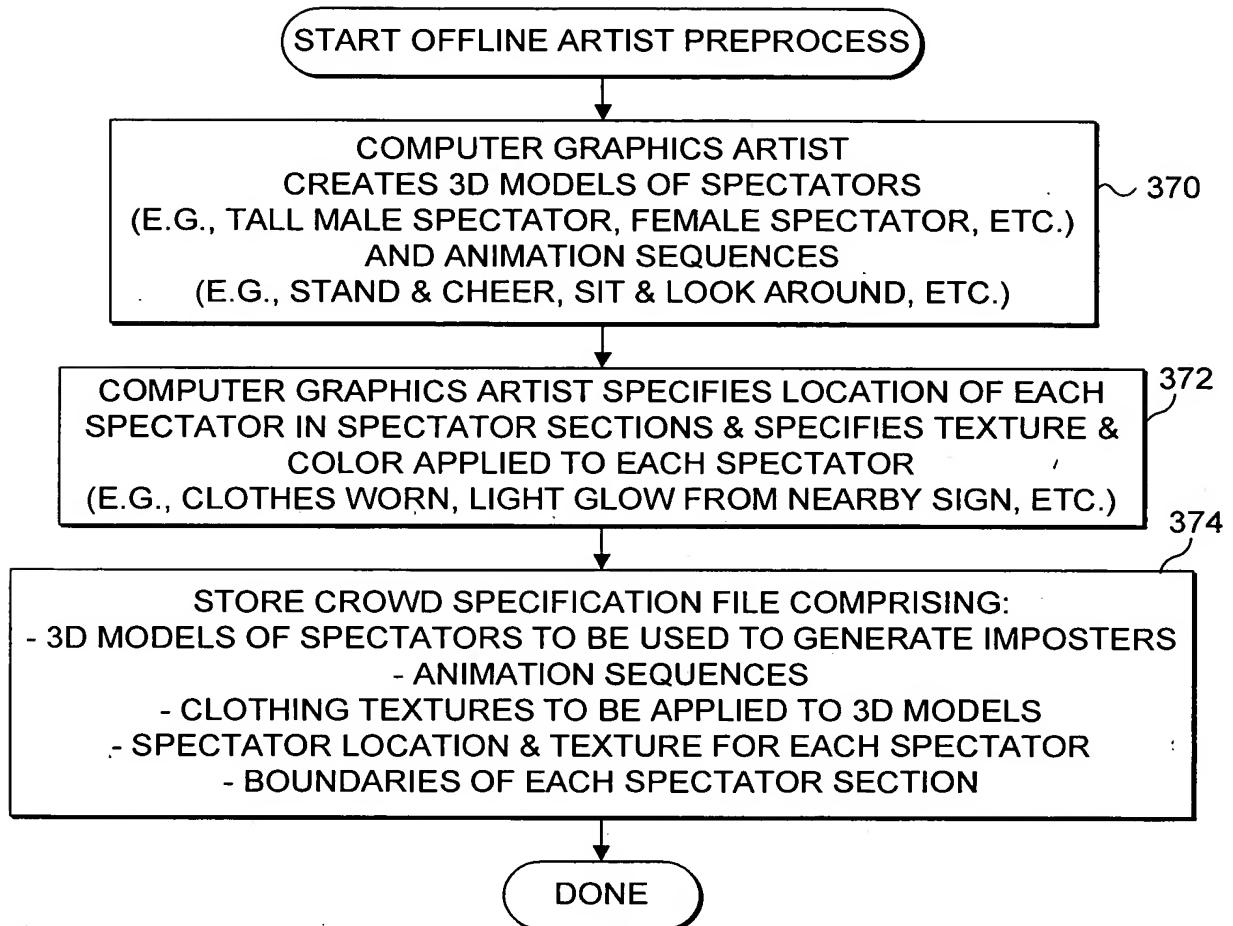 START OFFLINE ARTIST PREPROCESS
COMPUTER GRAPHICS ARTIST
CREATES 3D MODELS OF SPECTATORS
(E.G., TALL MALE SPECTATOR, FEMALE SPECTATOR, ETC.)
AND ANIMATION SEQUENCES
(E.G., STAND & CHEER, SIT & LOOK AROUND, ETC.)
370
COMPUTER GRAPHICS ARTIST SPECIFIES LOCATION OF EACH
SPECTATOR IN SPECTATOR SECTIONS & SPECIFIES TEXTURE &
COLOR APPLIED TO EACH SPECTATOR
(E.G., CLOTHES WORN, LIGHT GLOW FROM NEARBY SIGN, ETC.)
372
374
STORE CROWD SPECIFICATION FILE COMPRISING:
- 3D MODELS OF SPECTATORS TO BE USED TO GENERATE IMPOSTERS
- ANIMATION SEQUENCES
- CLOTHING TEXTURES TO BE APPLIED TO 3D MODELS
- SPECTATOR LOCATION & TEXTURE FOR EACH SPECTATOR
- BOUNDARIES OF EACH SPECTATOR SECTION
DONE